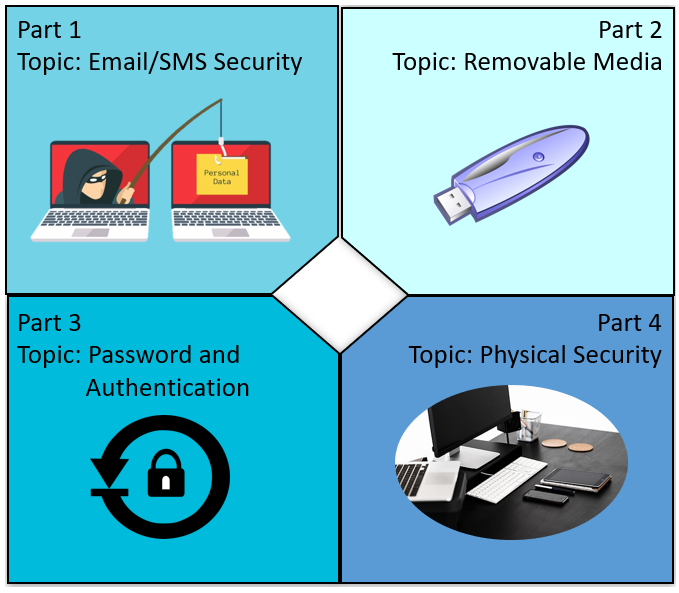 Part 1
Topic: Email/SMS Security
Personal
Data
Part 2
Topic: Removable Media
Part 3
Topic: Password and
Authentication
Part 4
Topic: Physical Security